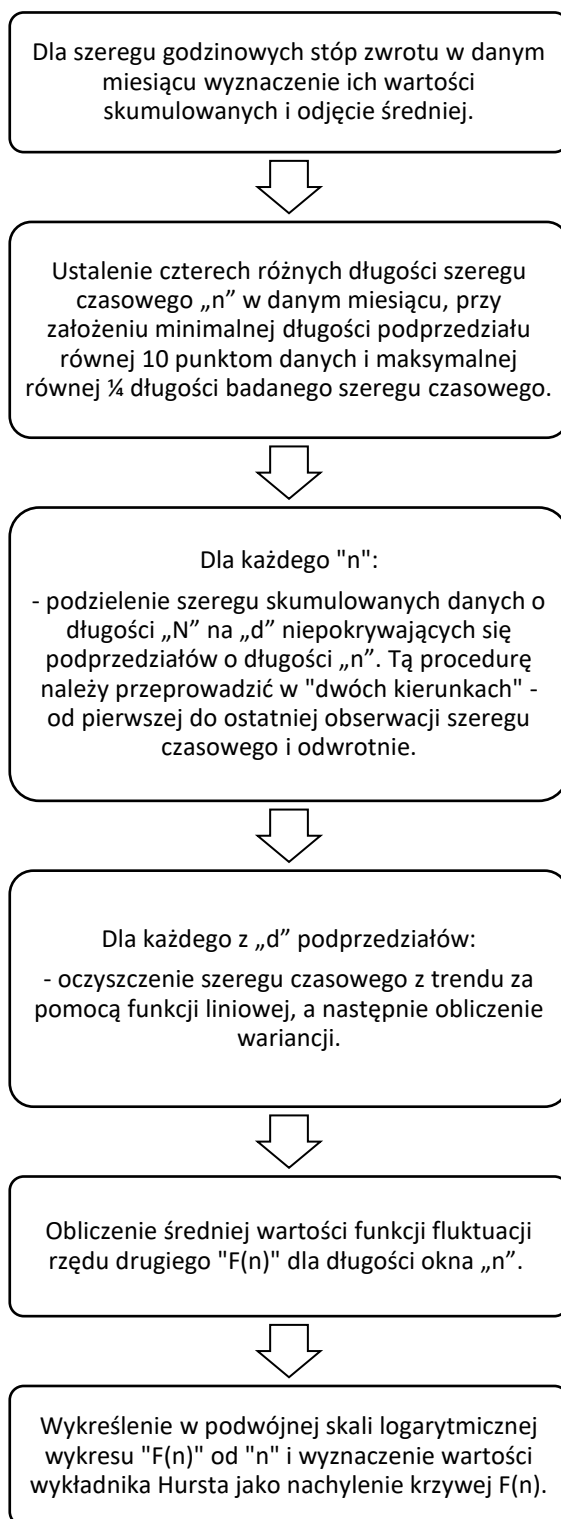 Dla szeregu godzinowych stóp zwrotu w danym
miesiącu wyznaczenie ich wartości
skumulowanych i odjęcie średniej.
Ustalenie czterech różnych długości szeregu
czasowego „n” w danym miesiącu, przy
założeniu minimalnej długości podprzedziału
równej 10 punktom danych i maksymalnej
równej ¼ długości badanego szeregu czasowego.
Dla każdego "n":
- podzielenie szeregu skumulowanych danych o
długości „N” na „d” niepokrywających się
podprzedziałów o długości „n”. Tą procedurę
należy przeprowadzić w "dwóch kierunkach" -
od pierwszej do ostatniej obserwacji szeregu
czasowego i odwrotnie.
Dla każdego z „d” podprzedziałów:
- oczyszczenie szeregu czasowego z trendu za
pomocą funkcji liniowej, a następnie obliczenie
wariancji.
Obliczenie średniej wartości funkcji fluktuacji
rzędu drugiego "F(n)" dla długości okna „n”.
Wykreślenie w podwójnej skali logarytmicznej
wykresu "F(n)" od "n" i wyznaczenie wartości
wykładnika Hursta jako nachylenie krzywej F(n).